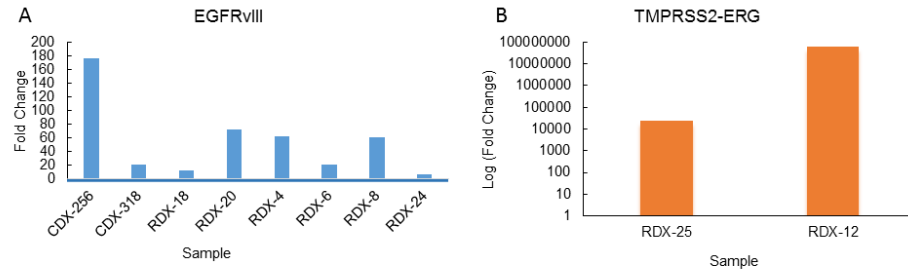 A
EGFRvIII
Fold Change
200
180
160
140
120
100
80
60
40
20
0
CDX-256
CDX-318
RDX-18
RDX-20
RDX-4
RDX-6
RDX-8
RDX-24
Sample
B
TMPRSS2-ERG
Log (Fold Change)
100000000
10000000
1000000
100000
10000
1000
100
10
1
RDX-25
RDX-12
Sample